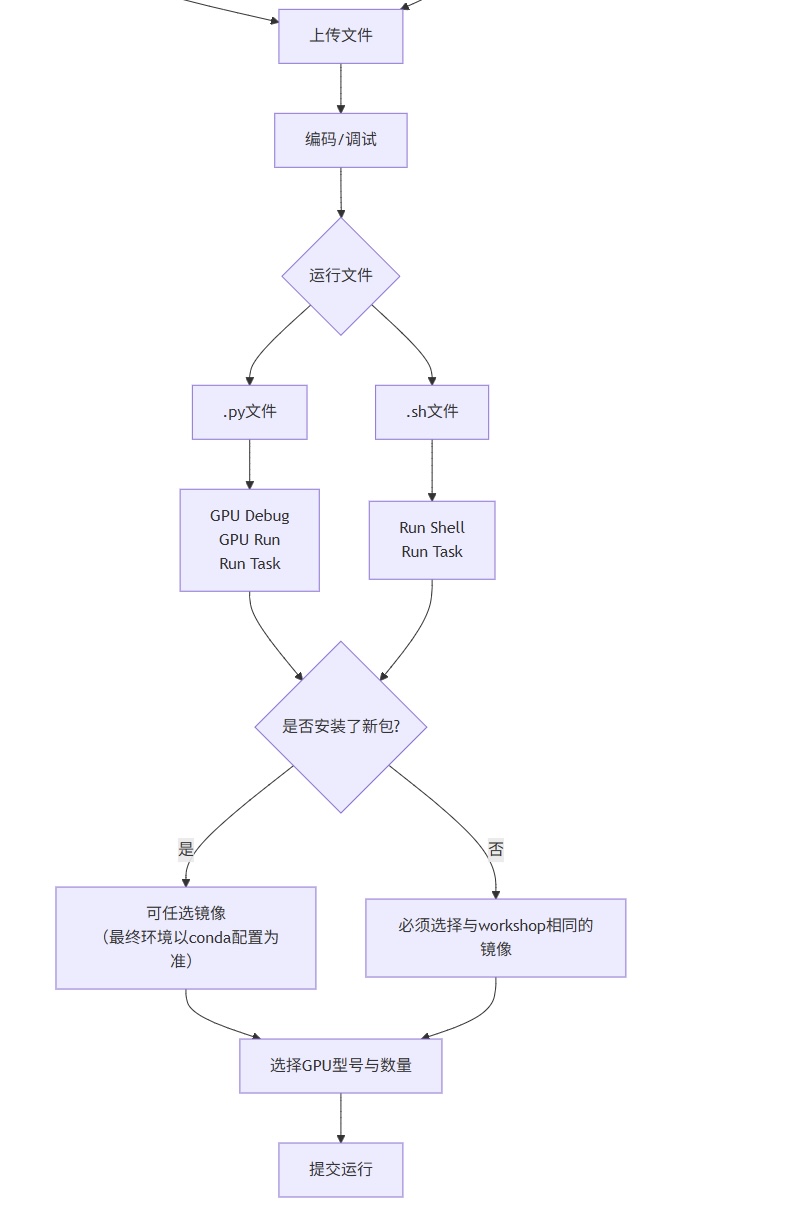 上传文件
编码/调试
运行文件
.py文件
.sh文件
GPU Debug
GPU Run
Run Task
Run Shell
Run Task
是否安装了新包?
是
否
可任选镜像
（最终环境以conda配置为
准）
必须选择与workshop相同的
镜像
选择GPU型号与数量
提交运行